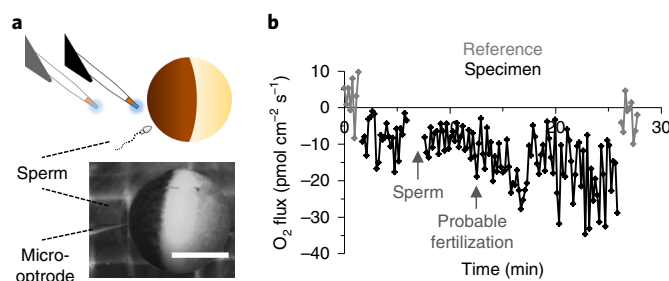 a
Sperm
Micro-
optrode
b
Reference
Specimen
O2 flux (pmol cm−2 s−1)
10
0
−10
−20
−30
−40
0
10
20
30
Sperm
Probable
fertilization
Time (min)